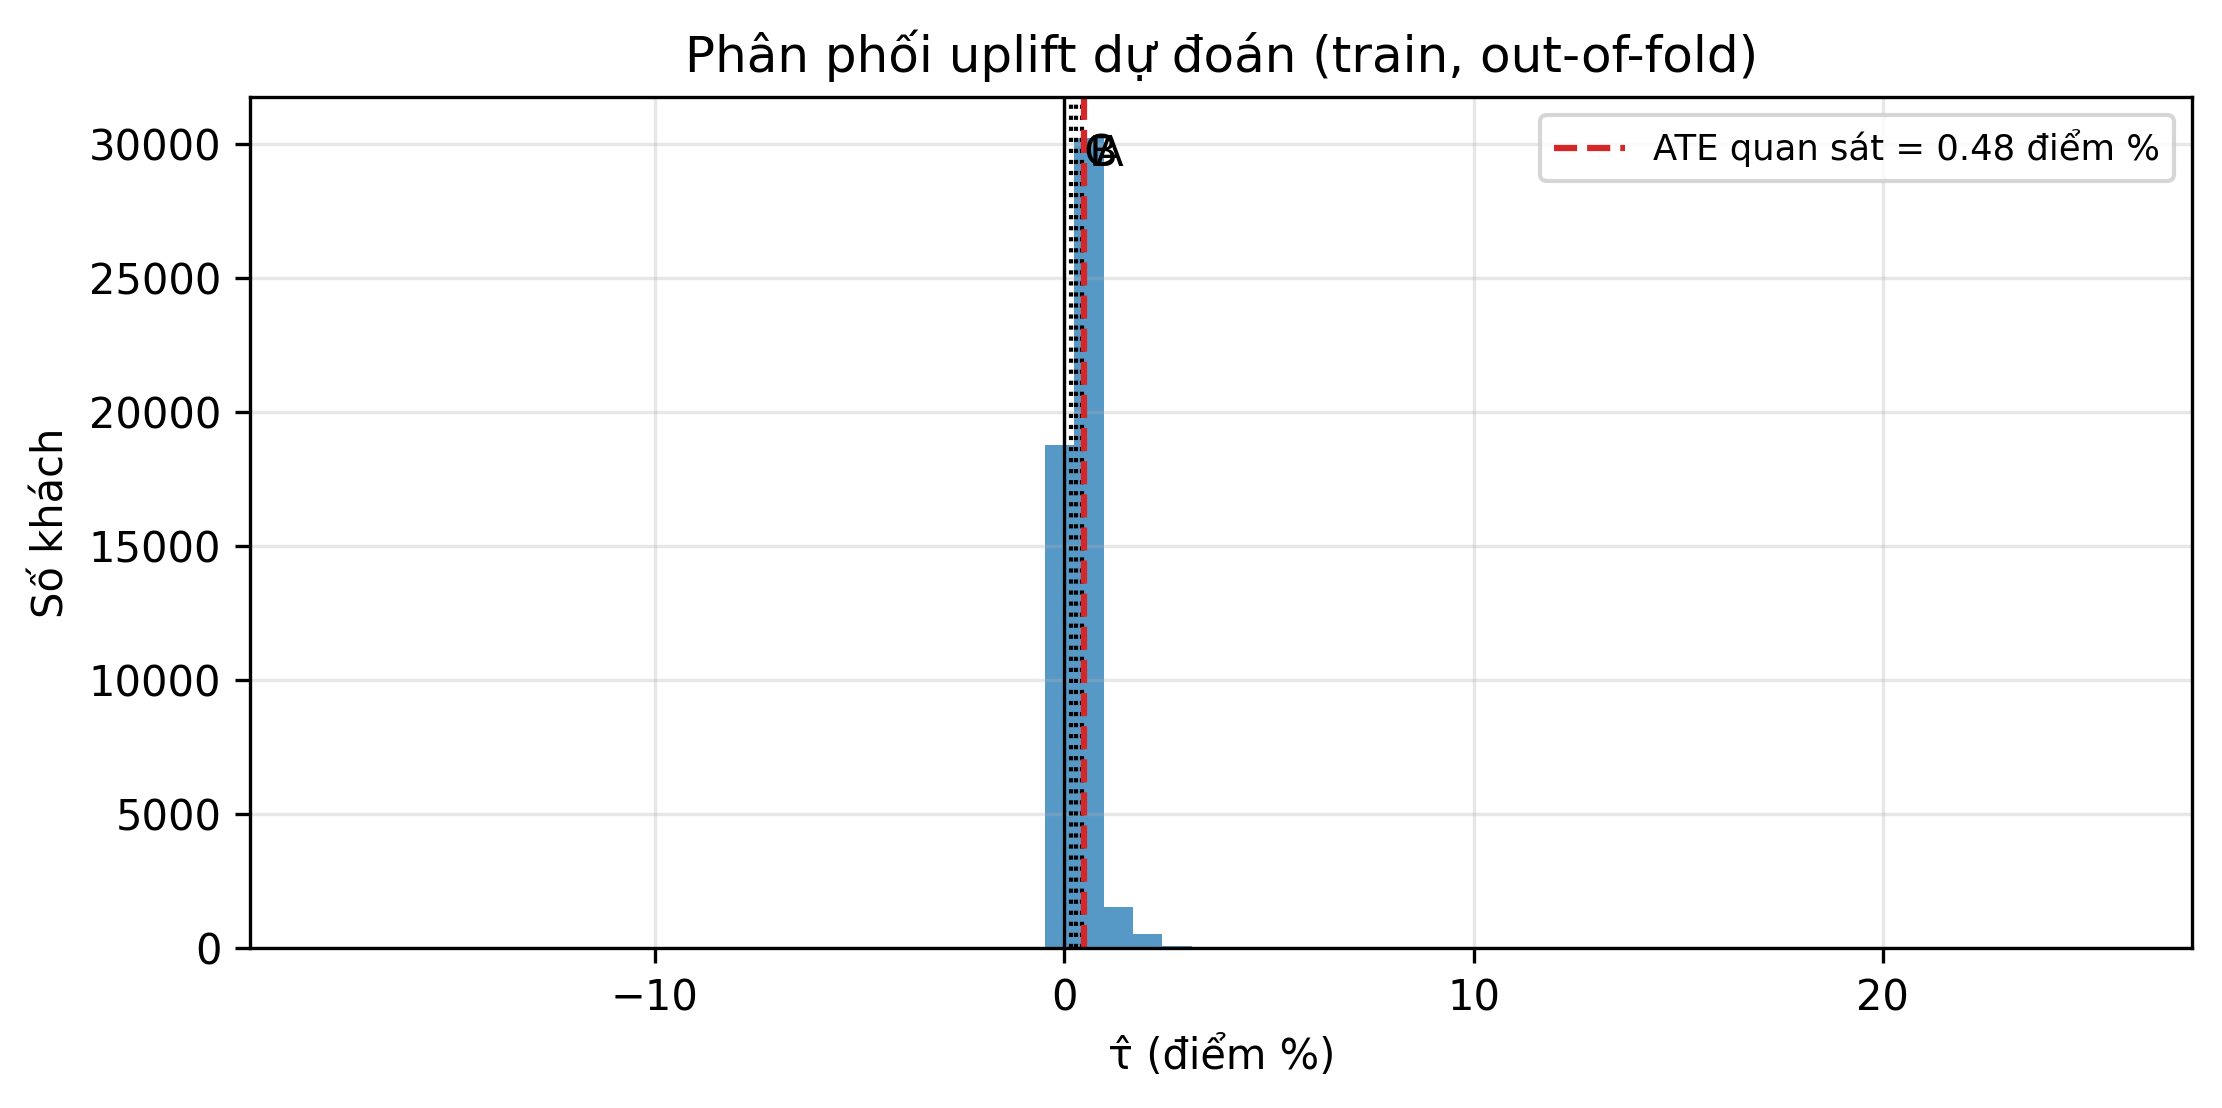 Phân phối uplift dự đoán (train, out-of-fold)
ATE quan sát = 0.48 điểm %
C B A
Số khách
30000
25000
20000
15000
10000
5000
0
−10 0 10 20
τ̂ (điểm %)